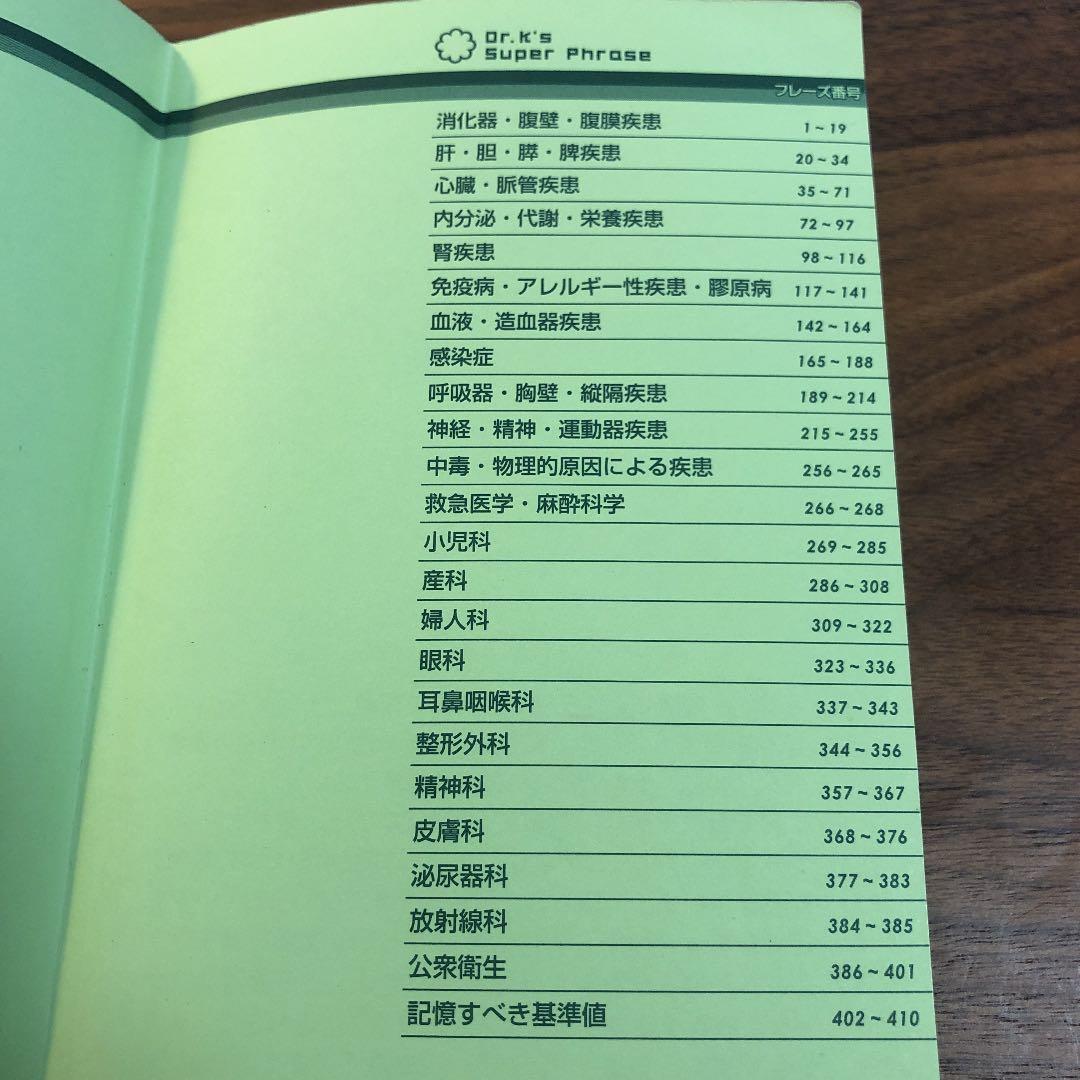 Dr.K's
Super Phrase
フレーズ番号
消化器・腹壁・腹膜疾患 1~19
肝・胆・膵・脾疾患 20~34
心臓・脈管疾患 35~71
内分泌・代謝・栄養疾患 72~97
腎疾患 98~116
免疫病・アレルギー性疾患・膠原病 117~141
血液・造血器疾患 142~164
感染症 165~188
呼吸器・胸壁・縦隔疾患 189~214
神経・精神・運動器疾患 215~255
中毒・物理的原因による疾患 256~265
救急医学・麻酔科学 266~268
小児科 269~285
産科 286~308
婦人科 309~322
眼科 323~336
耳鼻咽喉科 337~343
整形外科 344~356
精神科 357~367
皮膚科 368~376
泌尿器科 377~383
放射線科 384~385
公衆衛生 386~401
記憶すべき基準値 402~410